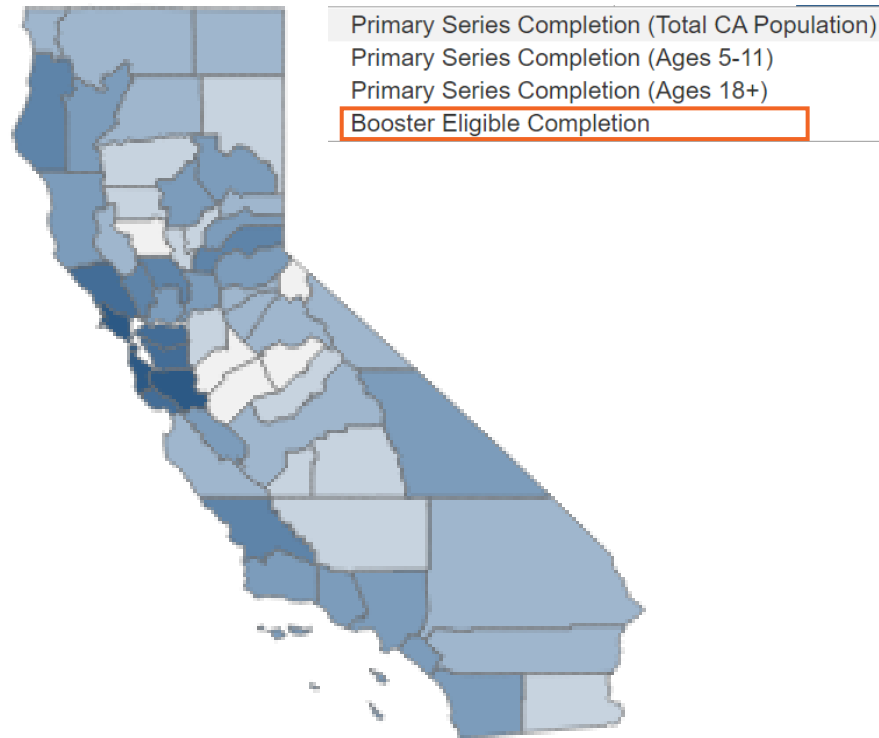 Primary Series Completion (Total CA Population)
Primary Series Completion (Ages 5-11)
Primary Series Completion (Ages 18+)
Booster Eligible Completion